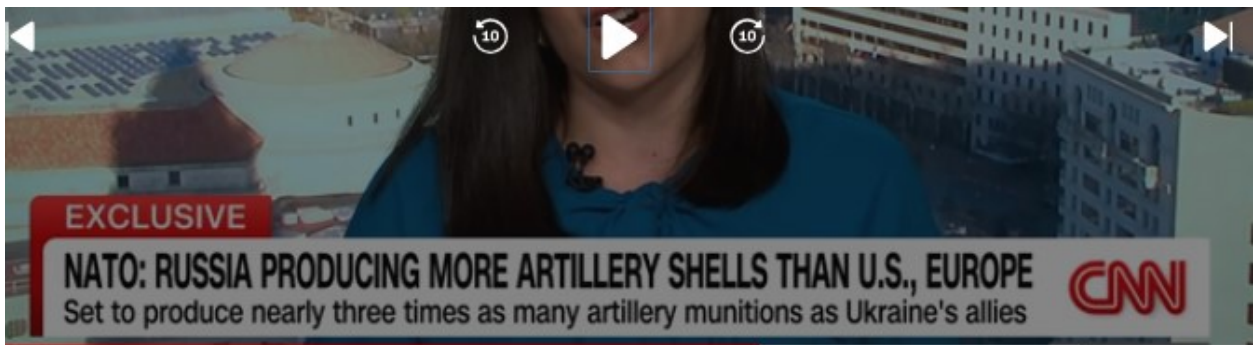 10
10
EXCLUSIVE
NATO: RUSSIA PRODUCING MORE ARTILLERY SHELLS THAN U.S., EUROPE
Set to produce nearly three times as many artillery munitions as Ukraine's allies
CNN